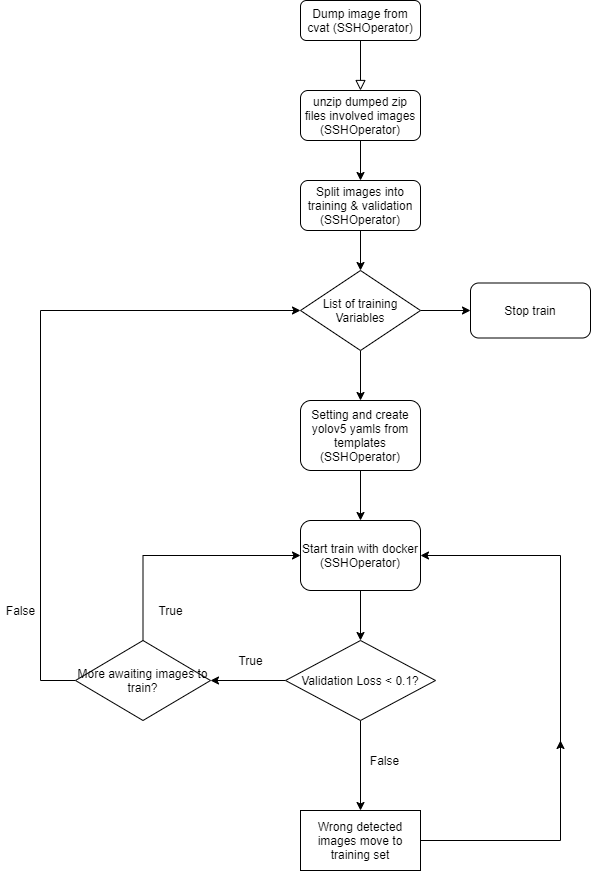 Dump image from
cvat (SSHOperator)
unzip dumped zip
files involved images
(SSHOperator)
Split images into
training & validation
(SSHOperator)
List of training
Variables
Stop train
Setting and create
yolov5 yamls from
templates
(SSHOperator)
Start train with docker
(SSHOperator)
False
True
More awaiting images to
train?
True
Validation Loss < 0.1?
False
Wrong detected
images move to
training set